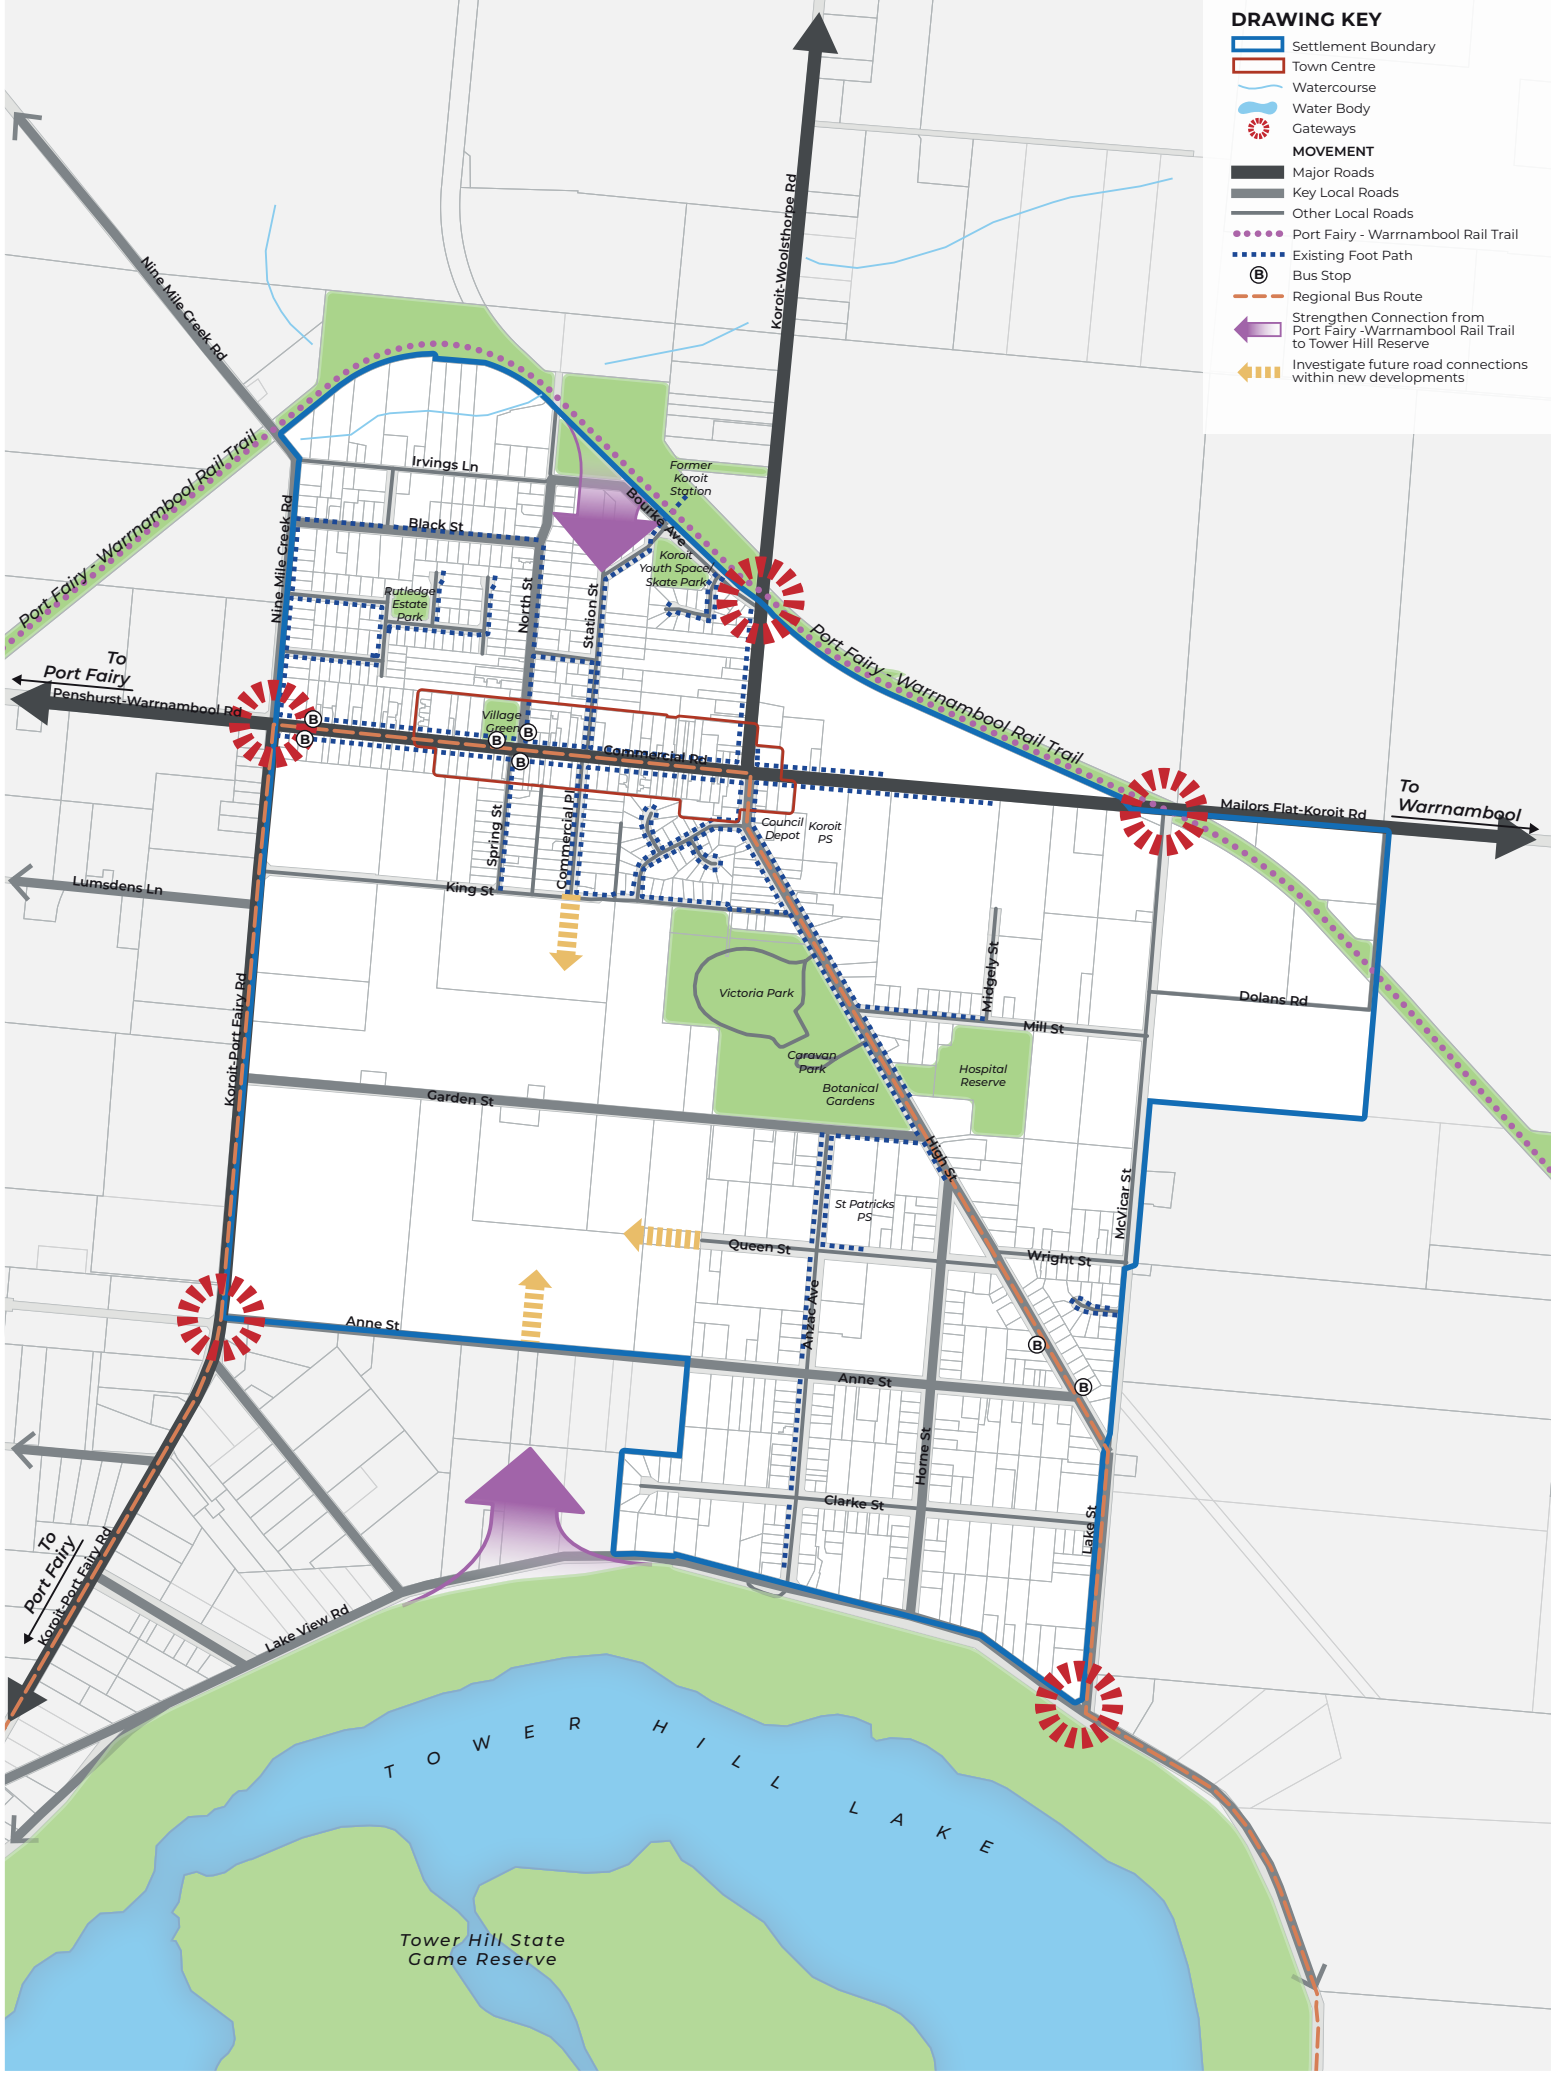 DRAWING KEY
Settlement Boundary
Town Centre
Watercourse
Water Body
Gateways
MOVEMENT
Major Roads
Key Local Roads
Other Local Roads
Port Fairy - Warrnambool Rail Trail
Existing Foot Path
B
Bus Stop
Regional Bus Route
Strengthen Connection from
Port Fairy -Warrnambool Rail Trail
to Tower Hill Reserve
Investigate future road connections
within new developments
Koroit-Woolsthorpe Rd
Nine Mile Creek Rd
Port Fairy - Warrnambool Rail Trail
Irvings Ln
Former
Koroit
Station
Bourke Ave
Black St
Nine Mile Creek Rd
Koroit
Youth Space/
Skate Park
Rutledge
Estate
Park
North St
Station St
Port Fairy - Warrnambool Rail Trail
To
Port Fairy
Penshurst-Warrnambool Rd
Village
Green
B
B
B
B
B
Commercial Rd
To
Warrnambool
Mailors Flat-Koroit Rd
Spring St
Commercial Pl
Council
Depot
Koroit
PS
Lumsdens Ln
King St
Midgely St
Victoria Park
Dolans Rd
Mill St
Koroit-Port Fairy Rd
Caravan
Park
Hospital
Reserve
Botanical
Gardens
Garden St
High St
McVicar St
St Patricks
PS
Queen St
Wright St
Anzac Ave
Anne St
B
Anne St
B
Horne St
Clarke St
Lake St
To
Port Fairy
Koroit-Port Fairy Rd
Lake View Rd
TOWER HILL LAKE
Tower Hill State
Game Reserve